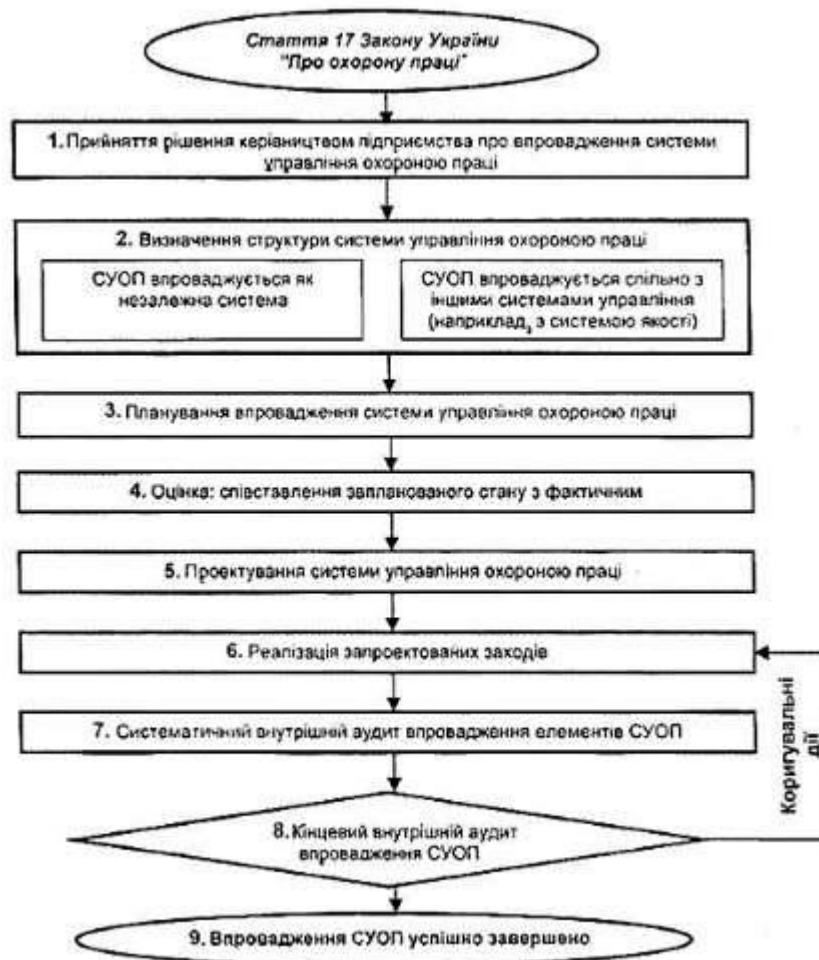 Стаття 17 Закону України
"Про охорону праці"
1. Прийняття рішення керівництвом підприємства про впровадження системи
управління охороною праці
2. Визначення структури системи управління охороною праці
СУОП впроваджується як
незалежна система
СУОП впроваджується спільно з
іншими системами управління
(наприклад, з системою якості)
3. Планування впровадження системи управління охороною праці
4. Оцінка: співставлення запланованого стану з фактичним
5. Проектування системи управління охороною праці
6. Реалізація запроектованих заходів
7. Систематичний внутрішній аудит впровадження елементів СУОП
Коригувальні
дії
8. Кінцевий внутрішній аудит
впровадження СУОП
9. Впровадження СУОП успішно завершено